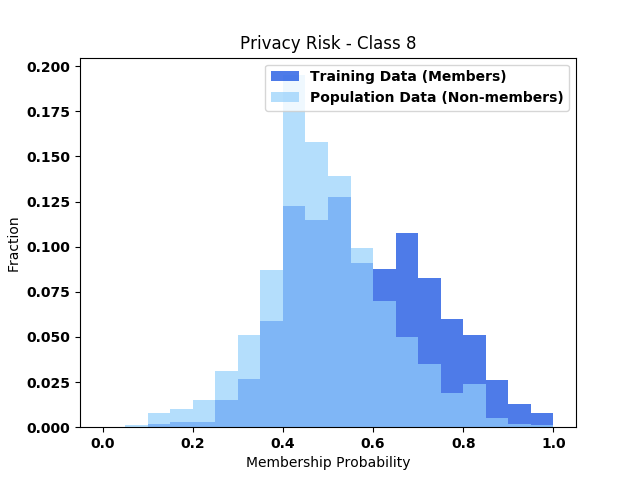 Privacy Risk - Class 8
Training Data (Members)
Population Data (Non-members)
0.200
0.175
0.150
0.125
0.100
0.075
0.050
0.025
0.000
Fraction
0.0 0.2 0.4 0.6 0.8 1.0
Membership Probability